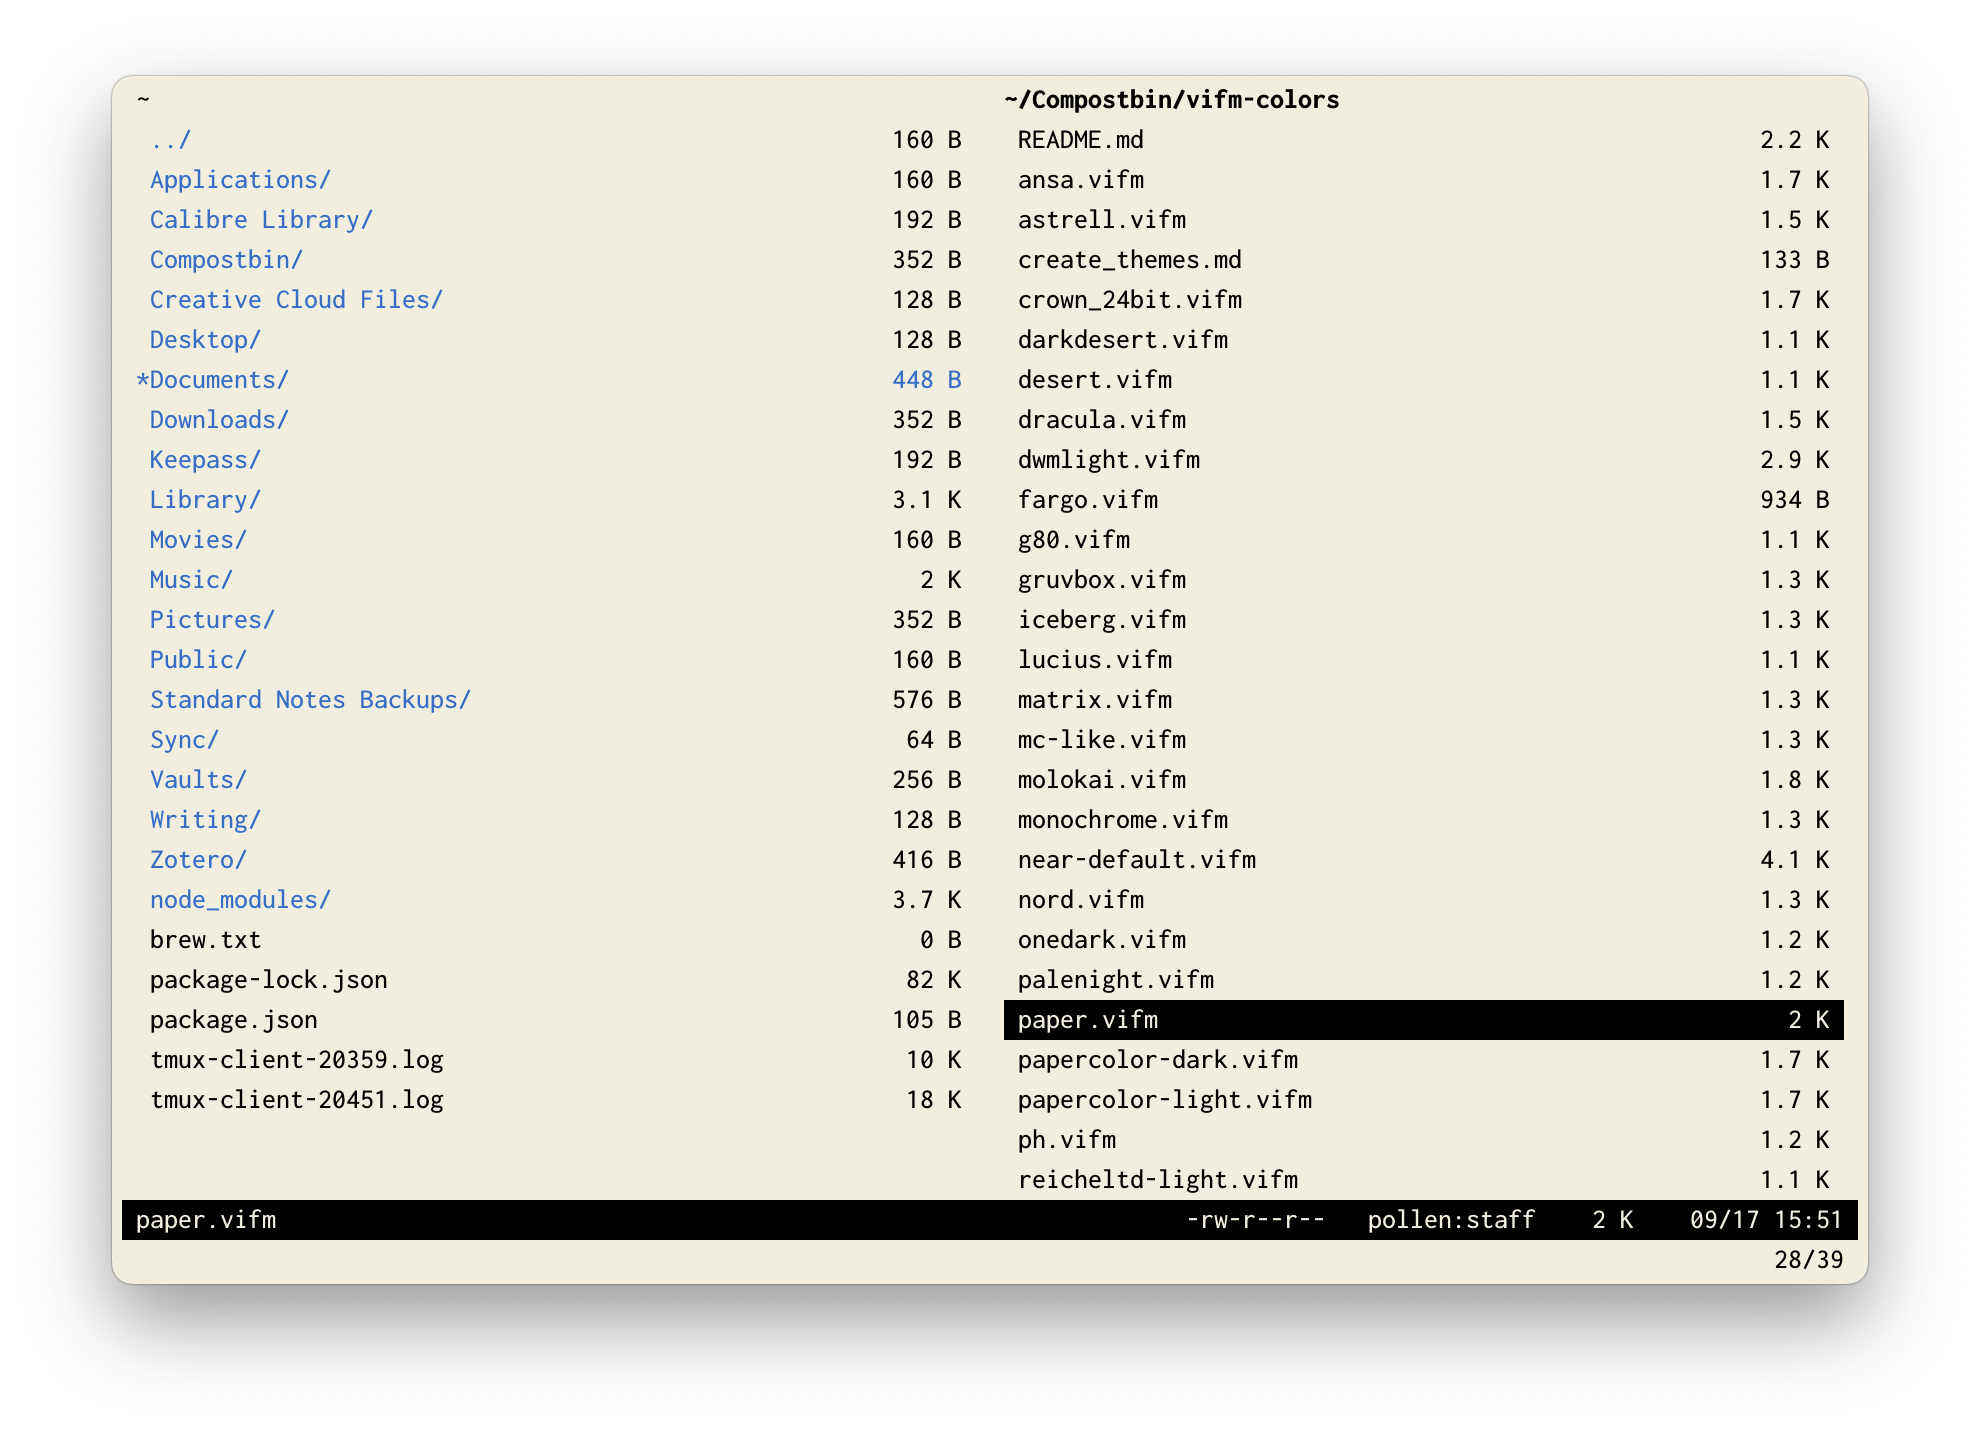 ~
../ 160 B
Applications/ 160 B
Calibre Library/ 192 B
Compostbin/ 352 B
Creative Cloud Files/ 128 B
Desktop/ 128 B
*Documents/ 448 B
Downloads/ 352 B
Keepass/ 192 B
Library/ 3.1 K
Movies/ 160 B
Music/ 2 K
Pictures/ 352 B
Public/ 160 B
Standard Notes Backups/ 576 B
Sync/ 64 B
Vaults/ 256 B
Writing/ 128 B
Zotero/ 416 B
node_modules/ 3.7 K
brew.txt 0 B
package-lock.json 82 K
package.json 105 B
tmux-client-20359.log 10 K
tmux-client-20451.log 18 K
~/Compostbin/vifm-colors
README.md 2.2 K
ansa.vifm 1.7 K
astrell.vifm 1.5 K
create_themes.md 133 B
crown_24bit.vifm 1.7 K
darkdesert.vifm 1.1 K
desert.vifm 1.1 K
dracula.vifm 1.5 K
dwmlight.vifm 2.9 K
fargo.vifm 934 B
g80.vifm 1.1 K
gruvbox.vifm 1.3 K
iceberg.vifm 1.3 K
lucius.vifm 1.1 K
matrix.vifm 1.3 K
mc-like.vifm 1.3 K
molokai.vifm 1.8 K
monochrome.vifm 1.3 K
near-default.vifm 4.1 K
nord.vifm 1.3 K
onedark.vifm 1.2 K
palenight.vifm 1.2 K
paper.vifm 2 K
papercolor-dark.vifm 1.7 K
papercolor-light.vifm 1.7 K
ph.vifm 1.2 K
reicheltd-light.vifm 1.1 K
paper.vifm -rw-r--r-- pollen:staff 2 K 09/17 15:51
28/39